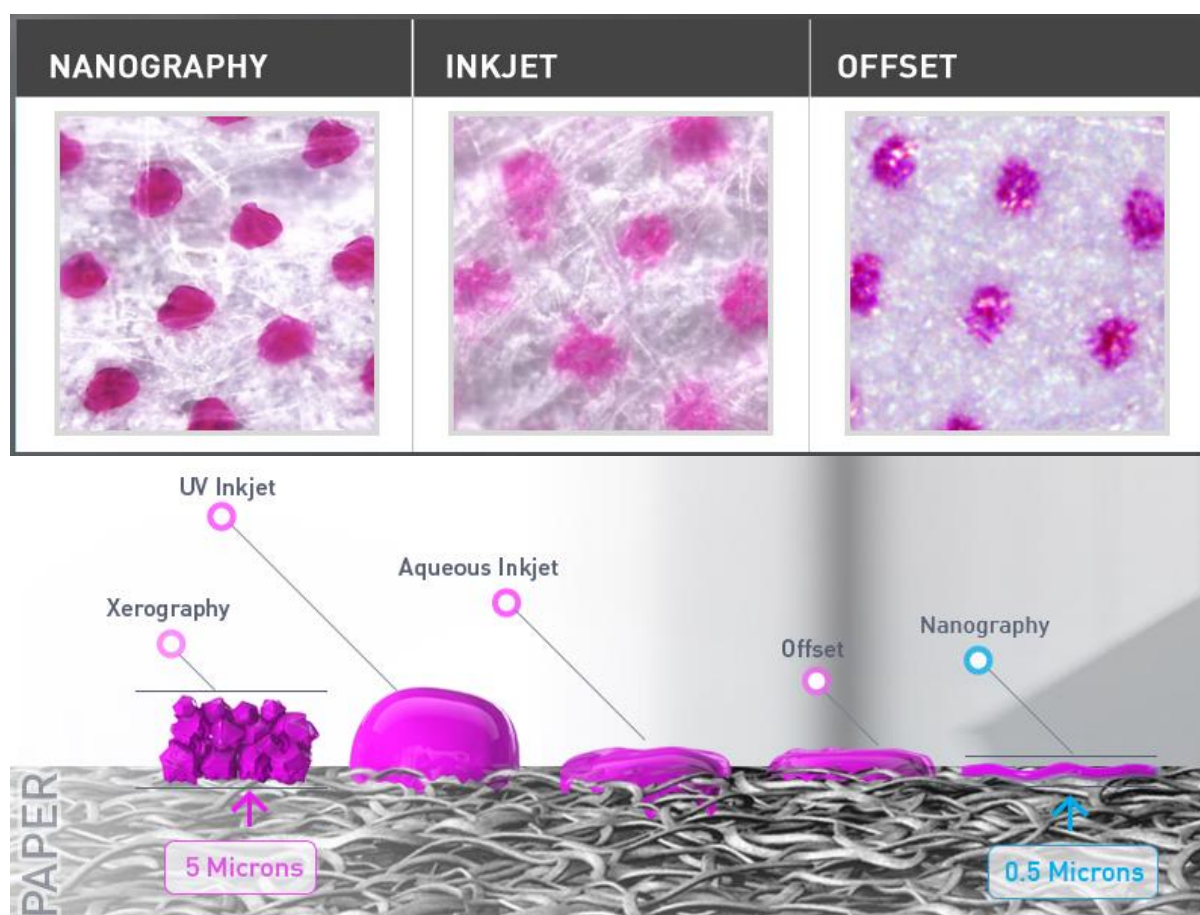 NANOGRAPHY
INKJET
OFFSET
UV Inkjet
Aqueous Inkjet
Xerography
Nanography
Offset
PAPER
5 Microns
0.5 Microns